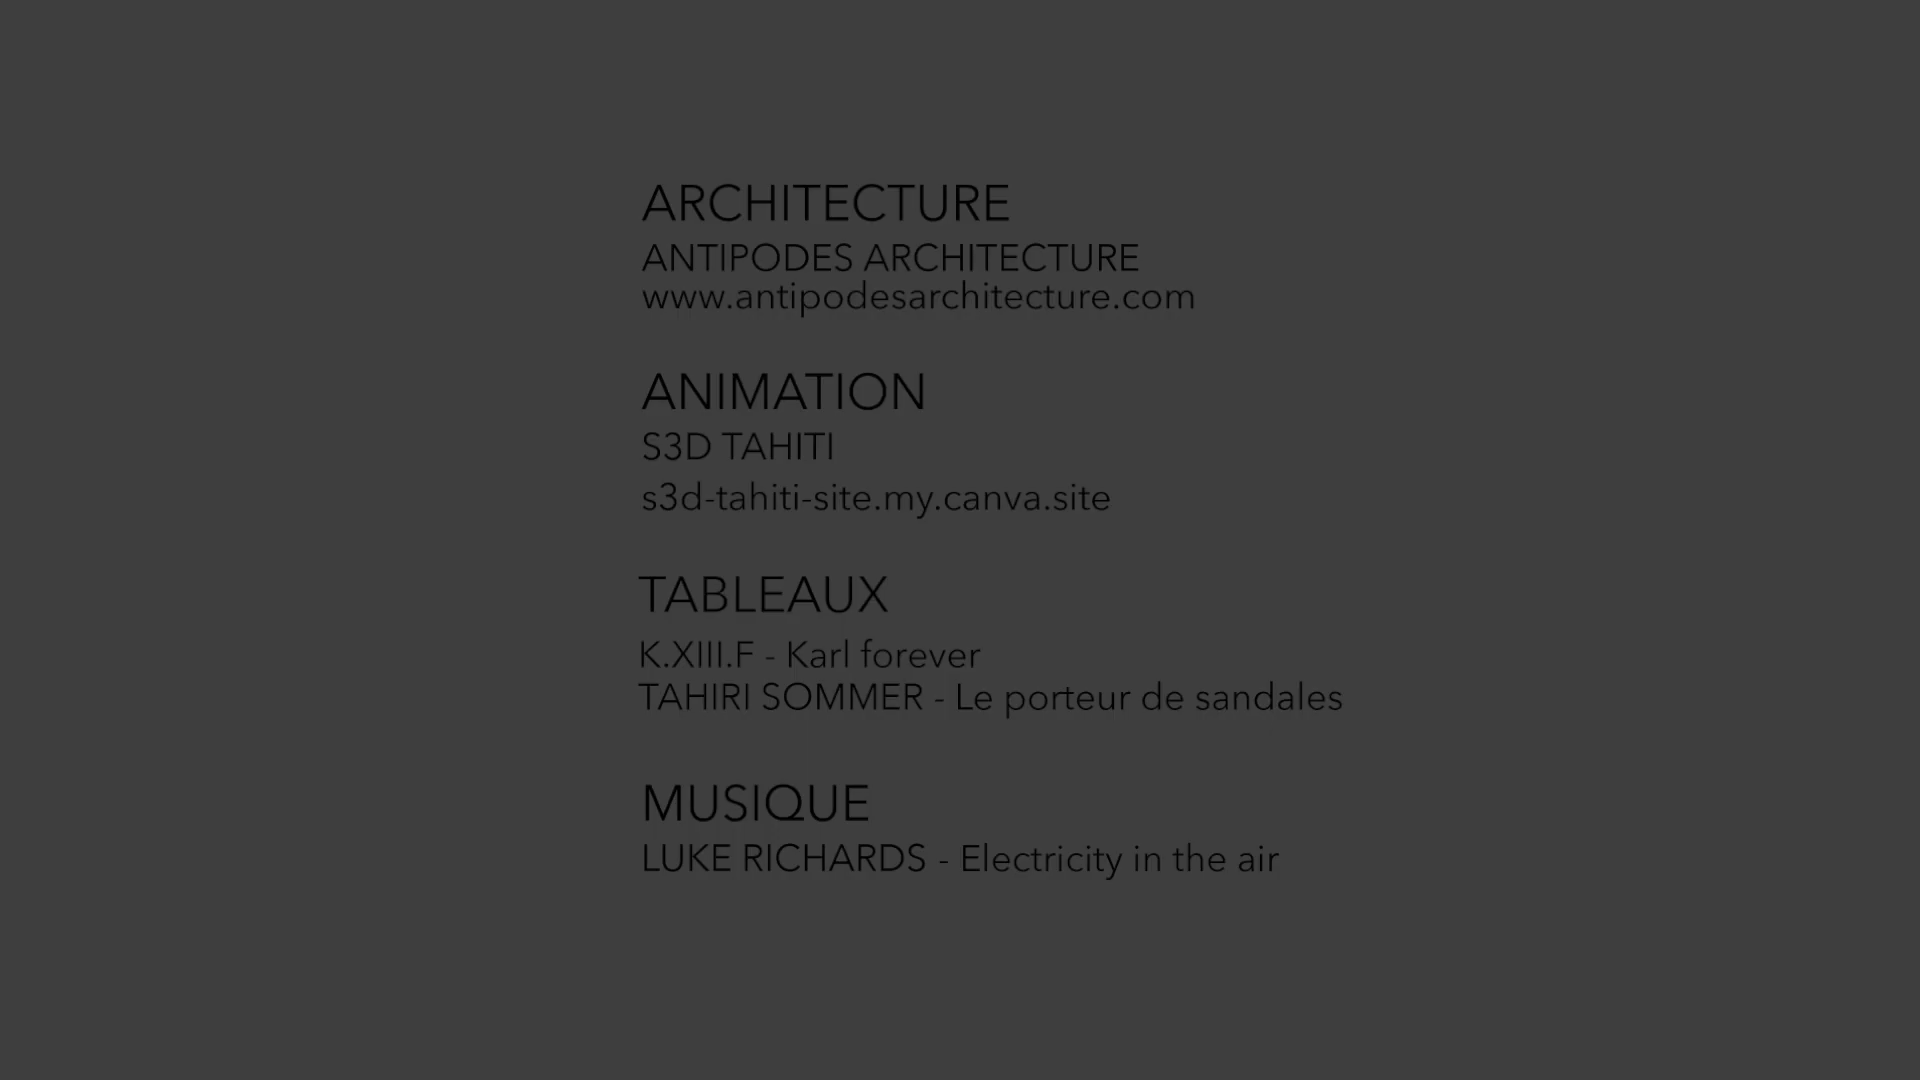 ARCHITECTURE
ANTIPODES ARCHITECTURE
www.antipodesarchitecture.com
ANIMATION
S3D TAHITI
s3d-tahiti-site.my.canva.site
TABLEAUX
K.XIII.F - Karl forever
TAHIRI SOMMER - Le porteur de sandales
MUSIQUE
LUKE RICHARDS - Electricity in the air